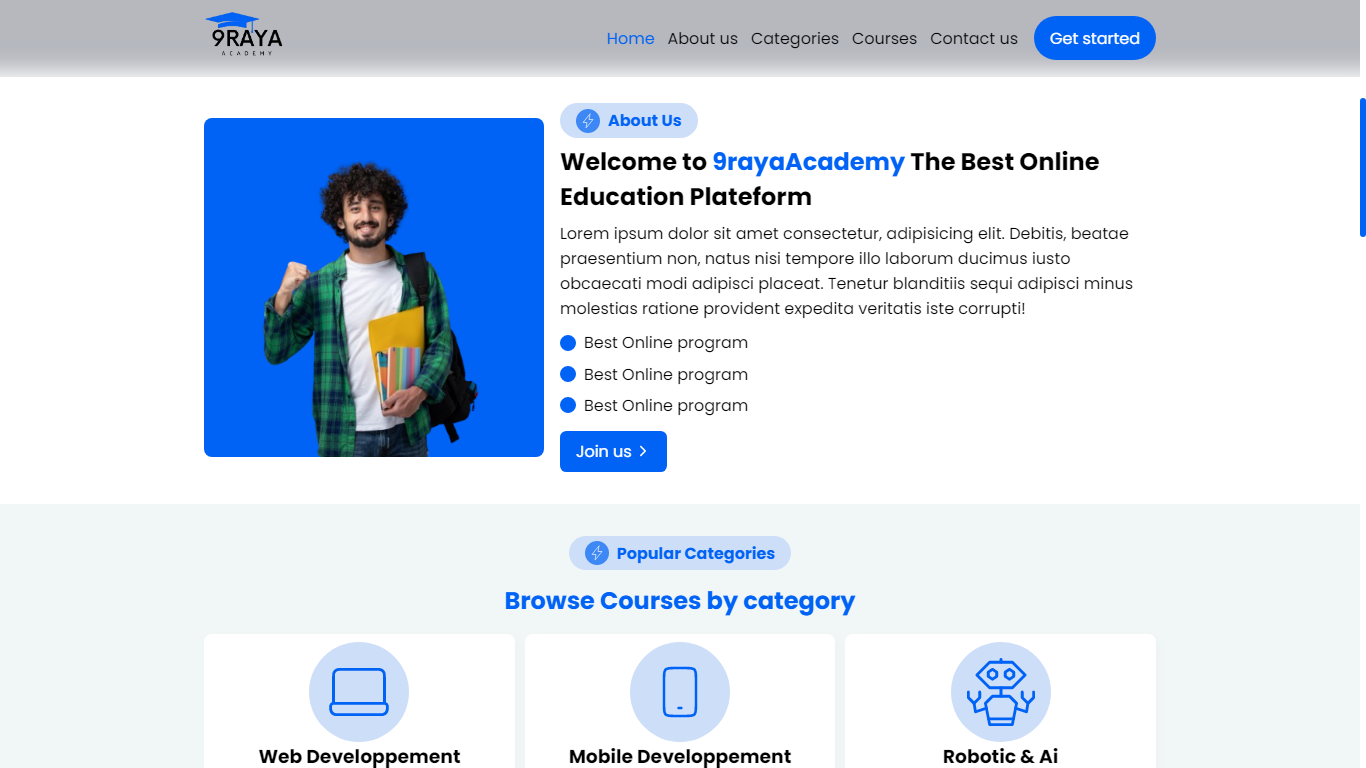 9RAYA
ACADEMY
Home About us Categories Courses Contact us Get started
About Us
Welcome to 9rayaAcademy The Best Online
Education Plateform
Lorem ipsum dolor sit amet consectetur, adipisicing elit. Debitis, beatae
praesentium non, natus nisi tempore illo laborum ducimus iusto
obcaecati modi adipisci placeat. Tenetur blanditiis sequi adipisci minus
molestias ratione provident expedita veritatis iste corrupti!
Best Online program
Best Online program
Best Online program
Join us
Popular Categories
Browse Courses by category
Web Developpement
Mobile Developpement
Robotic & Ai